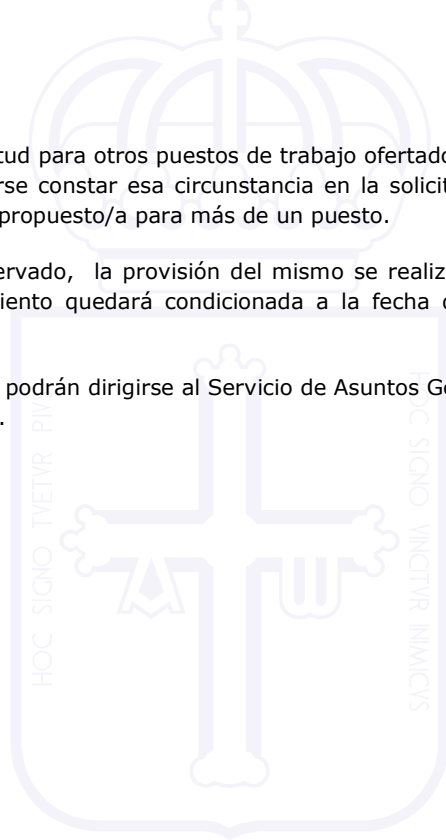 tud para otros puestos de trabajo ofertado
rse constar esa circunstancia en la solicit
propuesto/a para más de un puesto.
ervado, la provisión del mismo se realiz
iento quedará condicionada a la fecha
podrán dirigirse al Servicio de Asuntos Ge
.
HOC SIGNO TVETVR PIV
HOC SIGNO VINCITVR INIMICVS